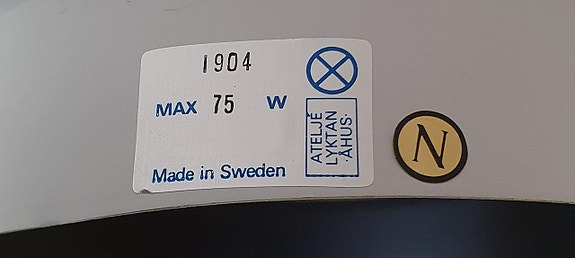 1904
MAX 75 W
Made in Sweden
ATELJÉ
LYKTAN
·ÅHUS·
N